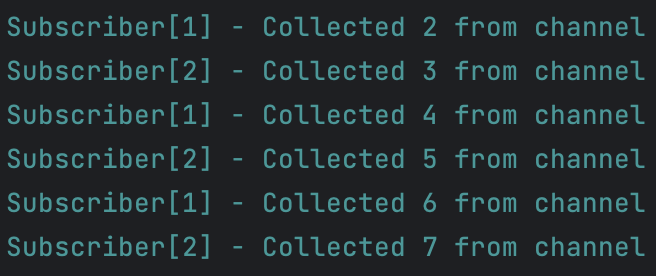 Subscriber[1] - Collected 2 from channel
Subscriber[2] - Collected 3 from channel
Subscriber[1] - Collected 4 from channel
Subscriber[2] - Collected 5 from channel
Subscriber[1] - Collected 6 from channel
Subscriber[2] - Collected 7 from channel